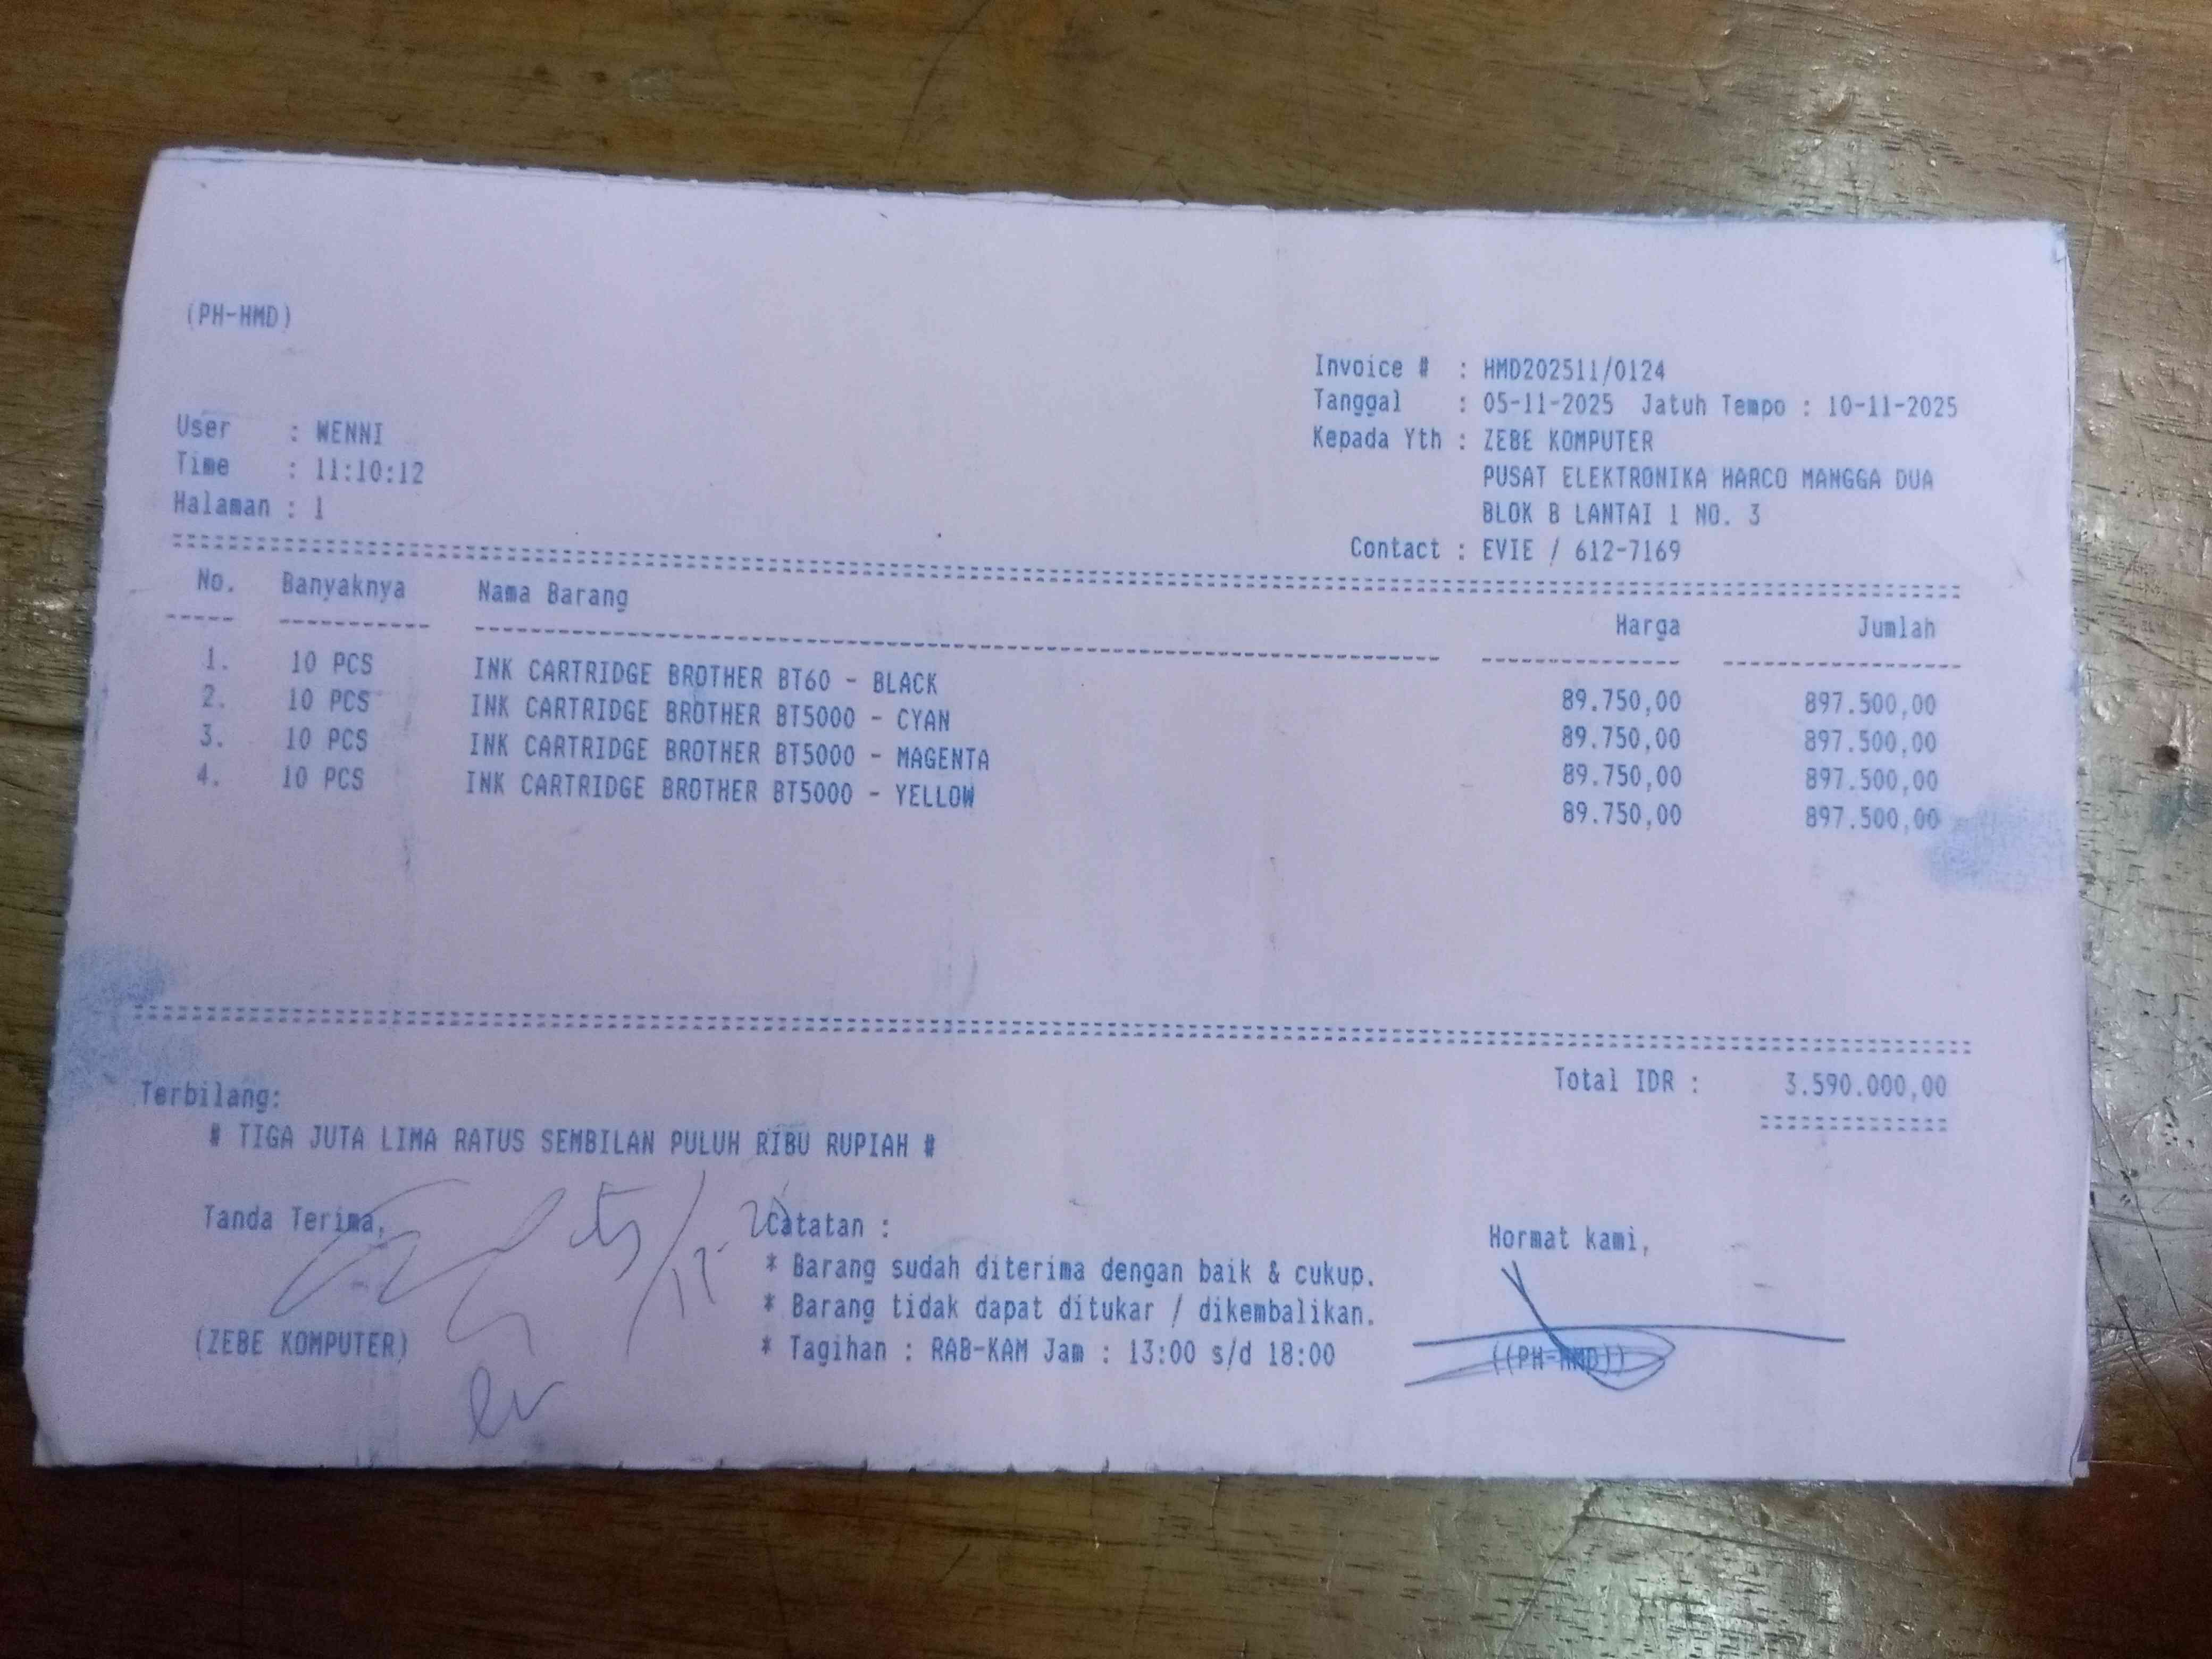 (PH-HMD)
Invoice # : HMD202511/0124
Tanggal : 05-11-2025 Jatuh Tempo : 10-11-2025
Kepada Yth : ZEBE KOMPUTER
PUSAT ELEKTRONIKA HARCO MANGGA DUA
BLOK B LANTAI 1 NO. 3
Contact : EVIE / 612-7169
User : WENNI
Time : 11:10:12
Halaman : 1
No. Banyaknya Nama Barang Harga Jumlah
1. 10 PCS INK CARTRIDGE BROTHER BT60 - BLACK 89.750,00 897.500,00
2. 10 PCS INK CARTRIDGE BROTHER BT5000 - CYAN 89.750,00 897.500,00
3. 10 PCS INK CARTRIDGE BROTHER BT5000 - MAGENTA 89.750,00 897.500,00
4. 10 PCS INK CARTRIDGE BROTHER BT5000 - YELLOW 89.750,00 897.500,00
Total IDR : 3.590.000,00
Terbilang:
# TIGA JUTA LIMA RATUS SEMBILAN PULUH RIBU RUPIAH #
Tanda Terima,
(ZEBE KOMPUTER)
Catatan :
* Barang sudah diterima dengan baik & cukup.
* Barang tidak dapat ditukar / dikembalikan.
* Tagihan : RAB-KAM Jam : 13:00 s/d 18:00
Hormat kami,
((PH-HMD))